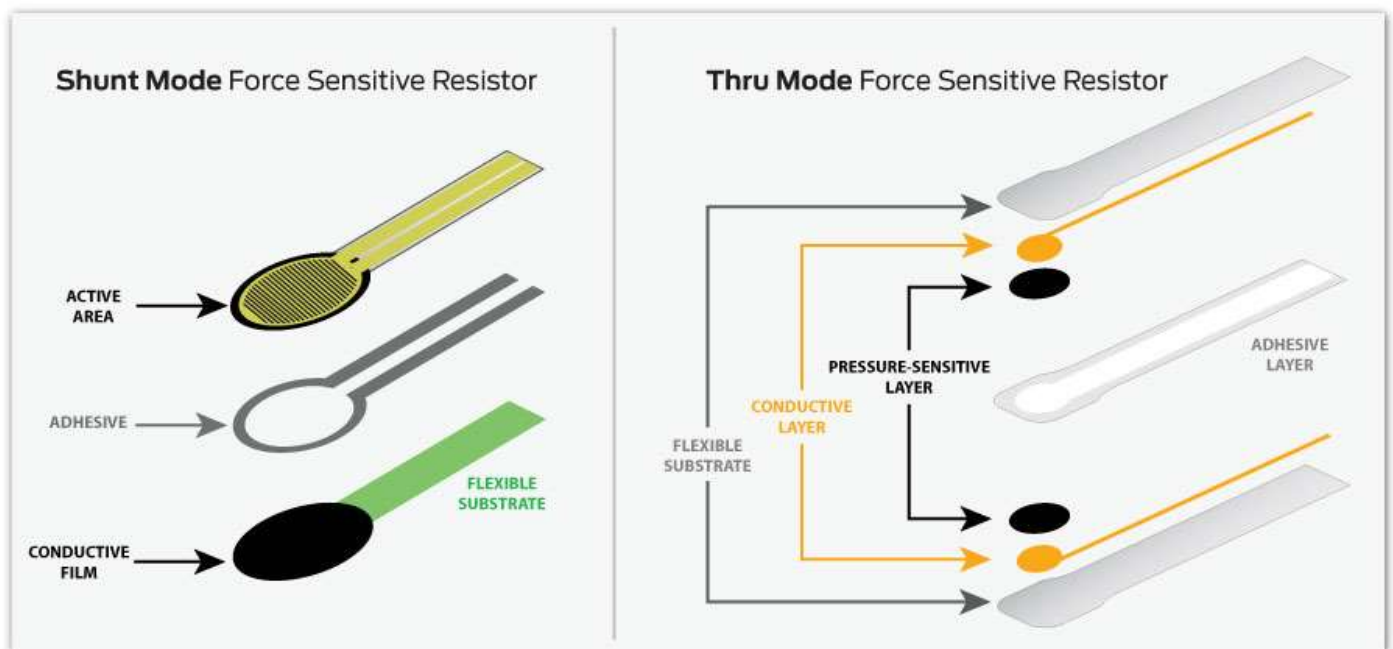 Shunt Mode Force Sensitive Resistor
ACTIVE
AREA
ADHESIVE
FLEXIBLE
SUBSTRATE
CONDUCTIVE
FILM
Thru Mode Force Sensitive Resistor
ADHESIVE
LAYER
PRESSURE-SENSITIVE
LAYER
CONDUCTIVE
LAYER
FLEXIBLE
SUBSTRATE